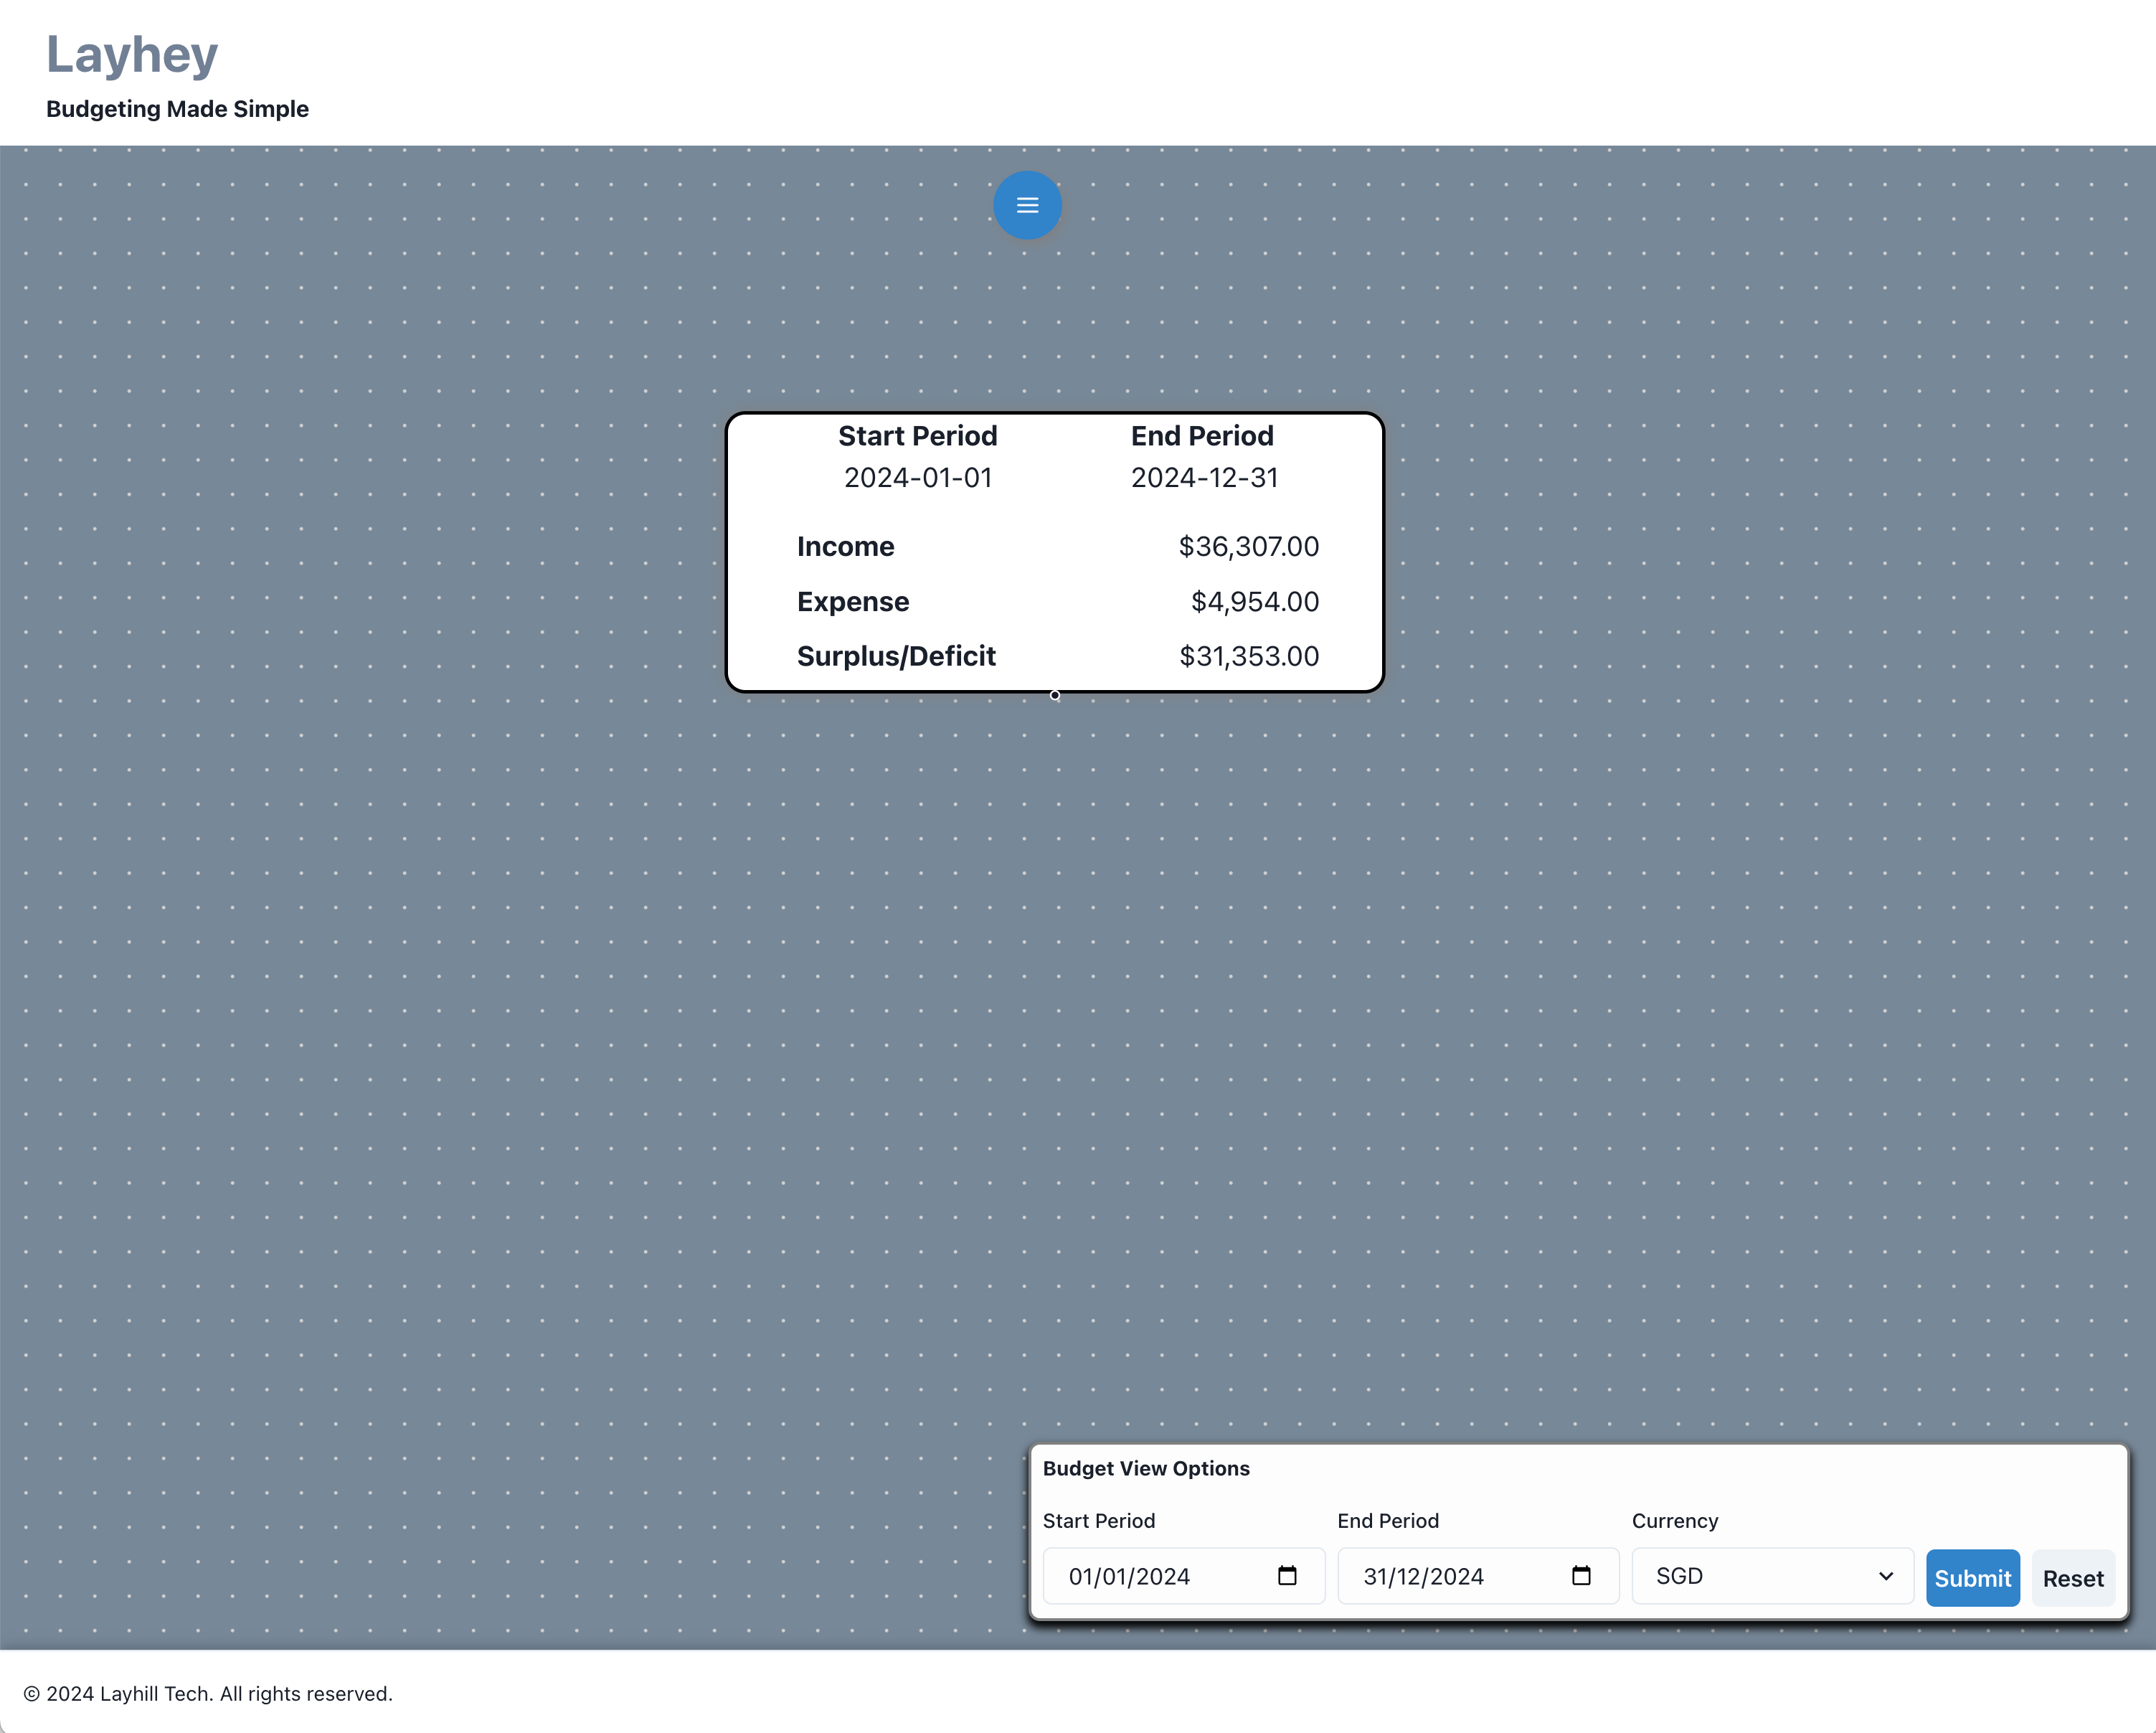 Layhey
Budgeting Made Simple
Start Period End Period
2024-01-01 2024-12-31
Income $36,307.00
Expense $4,954.00
Surplus/Deficit $31,353.00
Budget View Options
Start Period End Period Currency
01/01/2024 31/12/2024 SGD Submit Reset
© 2024 Layhill Tech. All rights reserved.